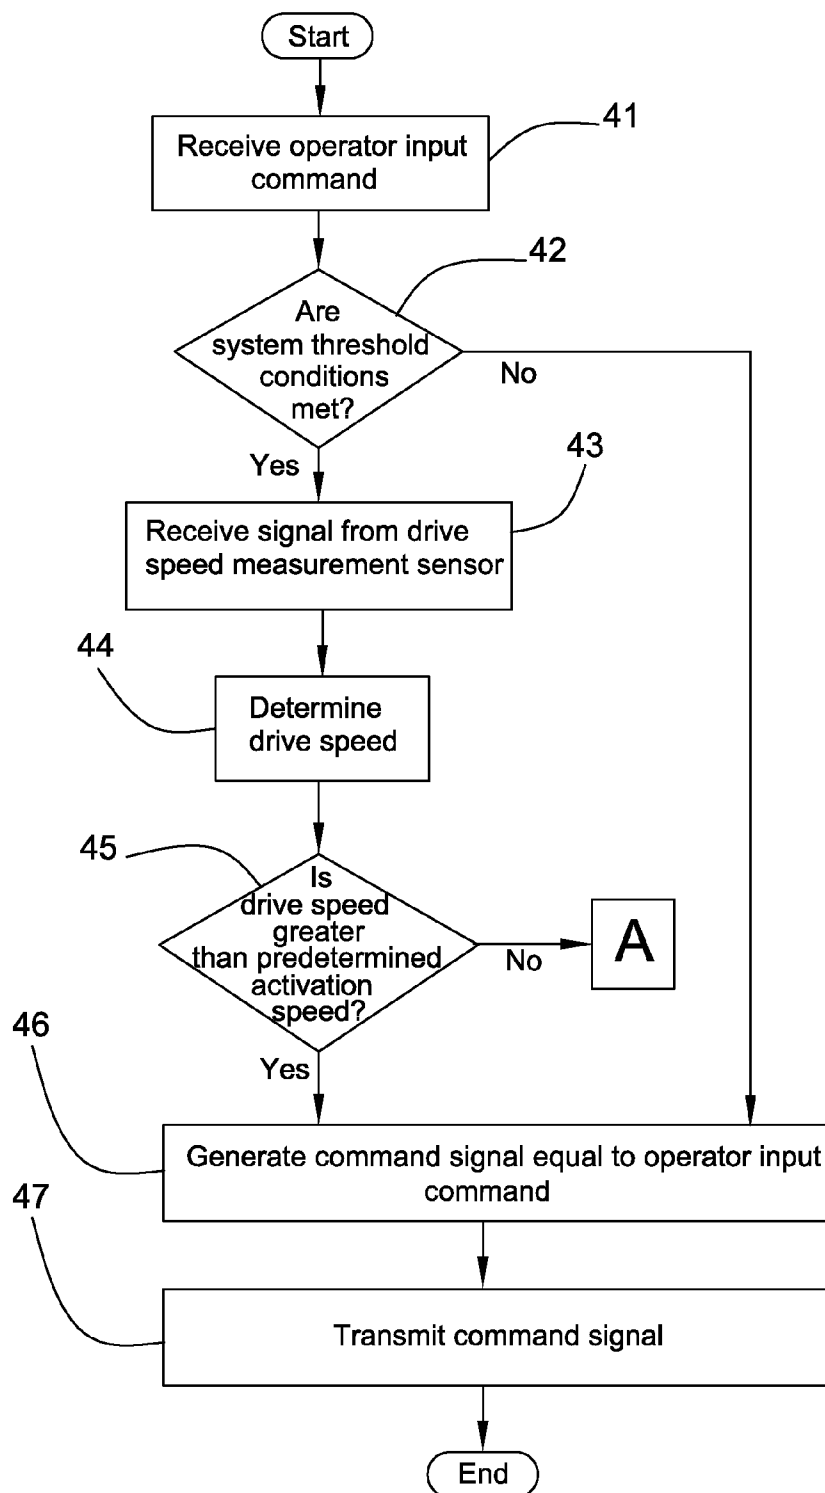 Start
41
Receive operator input
command
42
Are
system threshold
conditions
met?
No
Yes
43
Receive signal from drive
speed measurement sensor
44
Determine
drive speed
45
Is
drive speed
greater
than predetermined
activation
speed?
No
A
Yes
46
Generate command signal equal to operator input
command
47
Transmit command signal
End